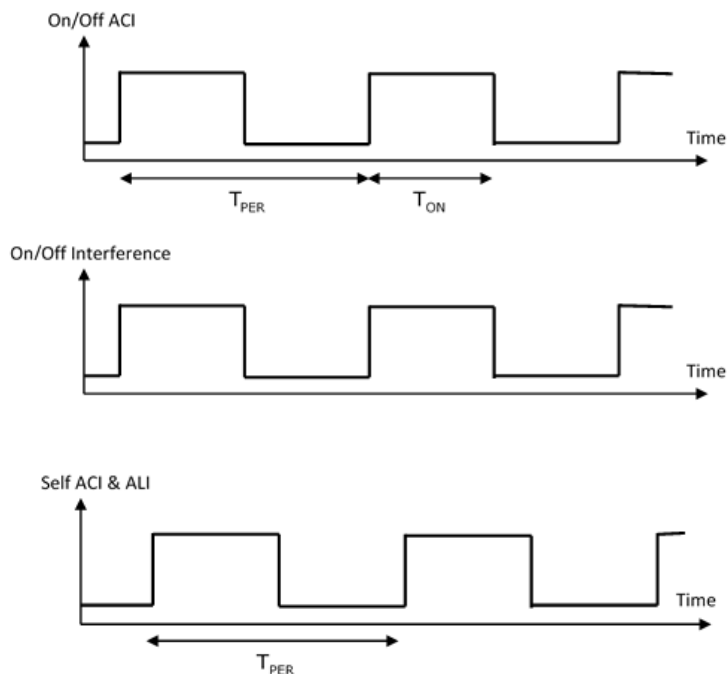 On/Off ACI
Time
TPER
TON
On/Off Interference
Time
Self ACI & ALI
Time
TPER